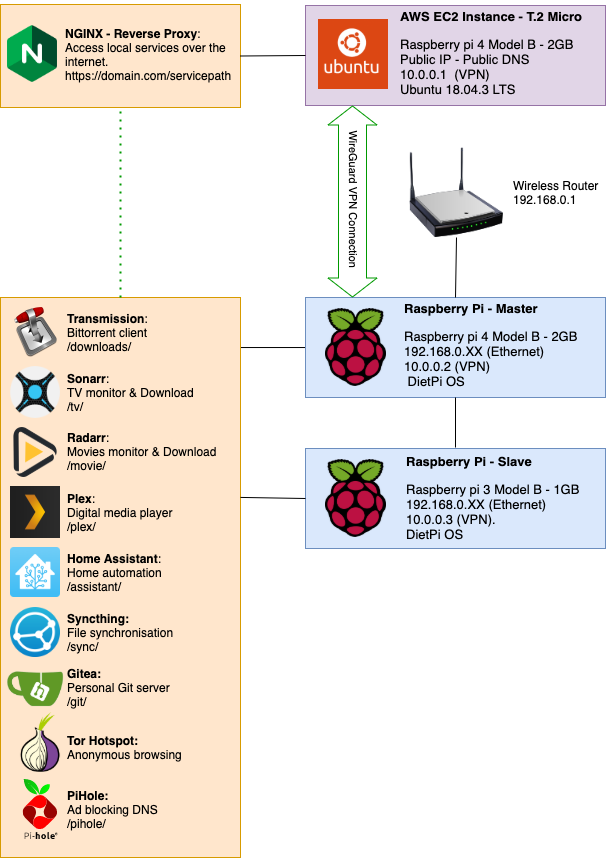 NGINX - Reverse Proxy:
Access local services over the
internet.
https://domain.com/servicepath
ubuntu
AWS EC2 Instance - T.2 Micro
Raspberry pi 4 Model B - 2GB
Public IP - Public DNS
10.0.0.1 (VPN)
Ubuntu 18.04.3 LTS
WireGuard VPN Connection
Wireless Router
192.168.0.1
Transmission:
Bittorrent client
/downloads/
Sonarr:
TV monitor & Download
/tv/
Radarr:
Movies monitor & Download
/movie/
Plex:
Digital media player
/plex/
Home Assistant:
Home automation
/assistant/
Syncthing:
File synchronisation
/sync/
Gitea:
Personal Git server
/git/
Tor Hotspot:
Anonymous browsing
PiHole:
Ad blocking DNS
/pihole/
Pi-hole®
Raspberry Pi - Master
Raspberry pi 4 Model B - 2GB
192.168.0.XX (Ethernet)
10.0.0.2 (VPN)
DietPi OS
Raspberry Pi - Slave
Raspberry pi 3 Model B - 1GB
192.168.0.XX (Ethernet)
10.0.0.3 (VPN).
DietPi OS